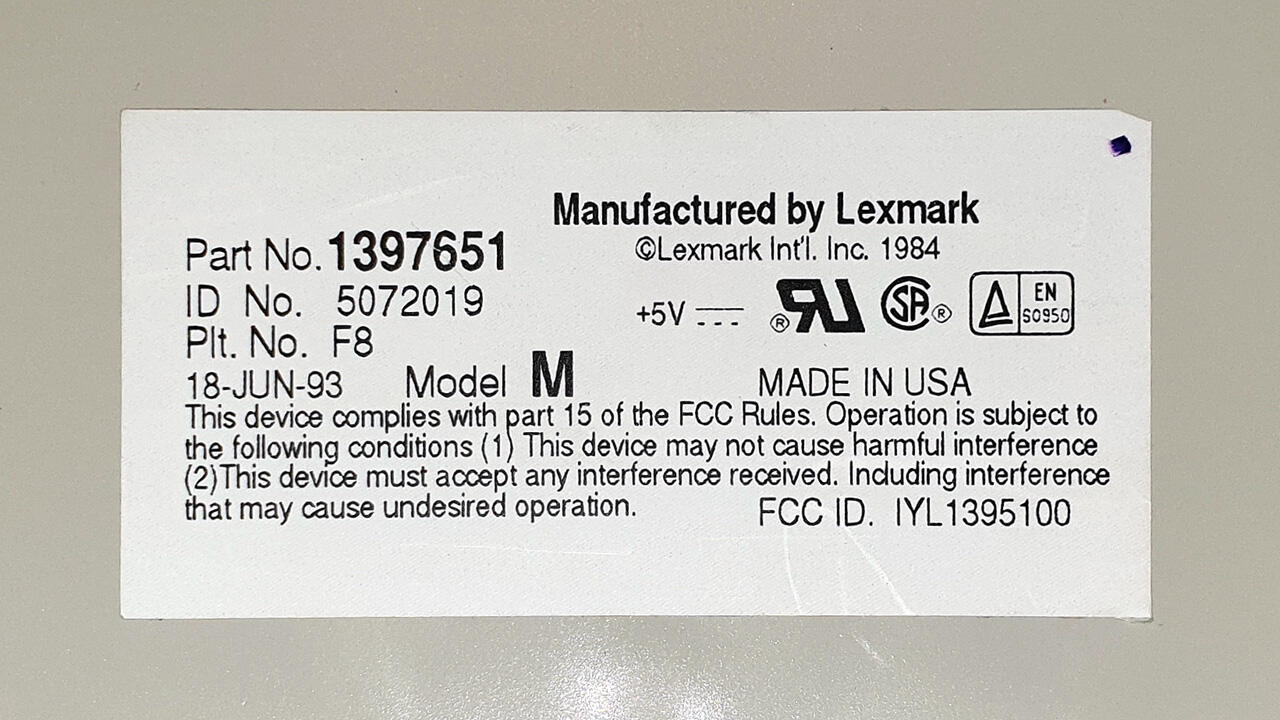 Manufactured by Lexmark
©Lexmark Int'l. Inc. 1984
Part No. 1397651
ID No. 5072019
Plt. No. F8
+5V
® RU
SA ®
EN
50950
18-JUN-93 Model M MADE IN USA
This device complies with part 15 of the FCC Rules. Operation is subject to
the following conditions (1) This device may not cause harmful interference
(2)This device must accept any interference received. Including interference
that may cause undesired operation.
FCC ID. IYL1395100